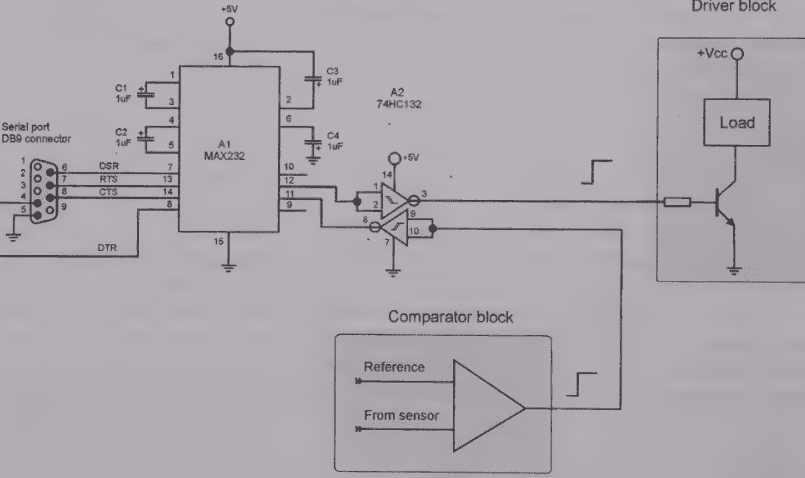 Driver block
+5V
+Vcc
16
C3
1uF
1
C1
1uF
2
3
A2
74HC132
Load
4
6
C2
1uF
C4
1uF
5
Serial port
DB9 connector
A1
MAX232
+5V
14
1
2
3
4
5
6
7
8
9
DSR
RTS
CTS
7
13
14
8
10
12
11
9
1
2
3
8
9
10
7
DTR
15
Comparator block
Reference
From sensor